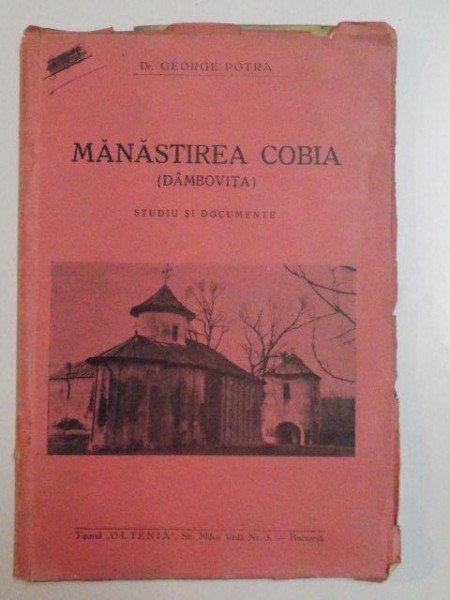 Dr. GEORGE POTRA
MĂNĂSTIREA COBIA
(DÂMBOVIȚA)
STUDIU ȘI DOCUMENTE
Tiparul „OLTENIA", Str. Mihai Vodă Nr. 3. — București